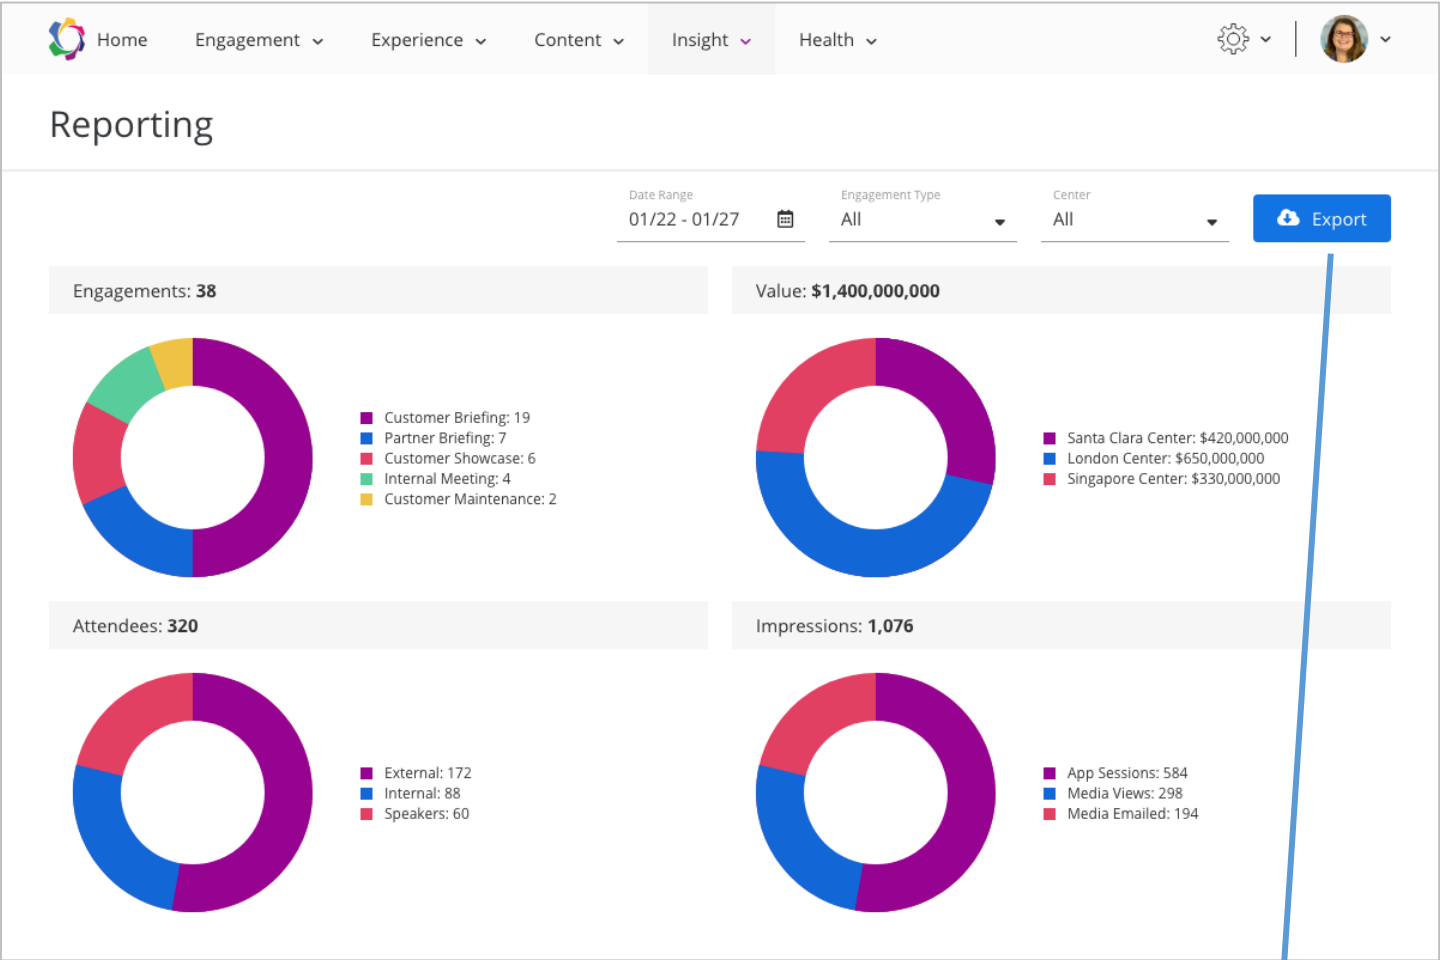 Home Engagement Experience Content Insight Health
Reporting
Date Range Engagement Type Center
01/22 - 01/27 All All Export
Engagements: 38
Customer Briefing: 19
Partner Briefing: 7
Customer Showcase: 6
Internal Meeting: 4
Customer Maintenance: 2
Value: $1,400,000,000
Santa Clara Center: $420,000,000
London Center: $650,000,000
Singapore Center: $330,000,000
Attendees: 320
External: 172
Internal: 88
Speakers: 60
Impressions: 1,076
App Sessions: 584
Media Views: 298
Media Emailed: 194